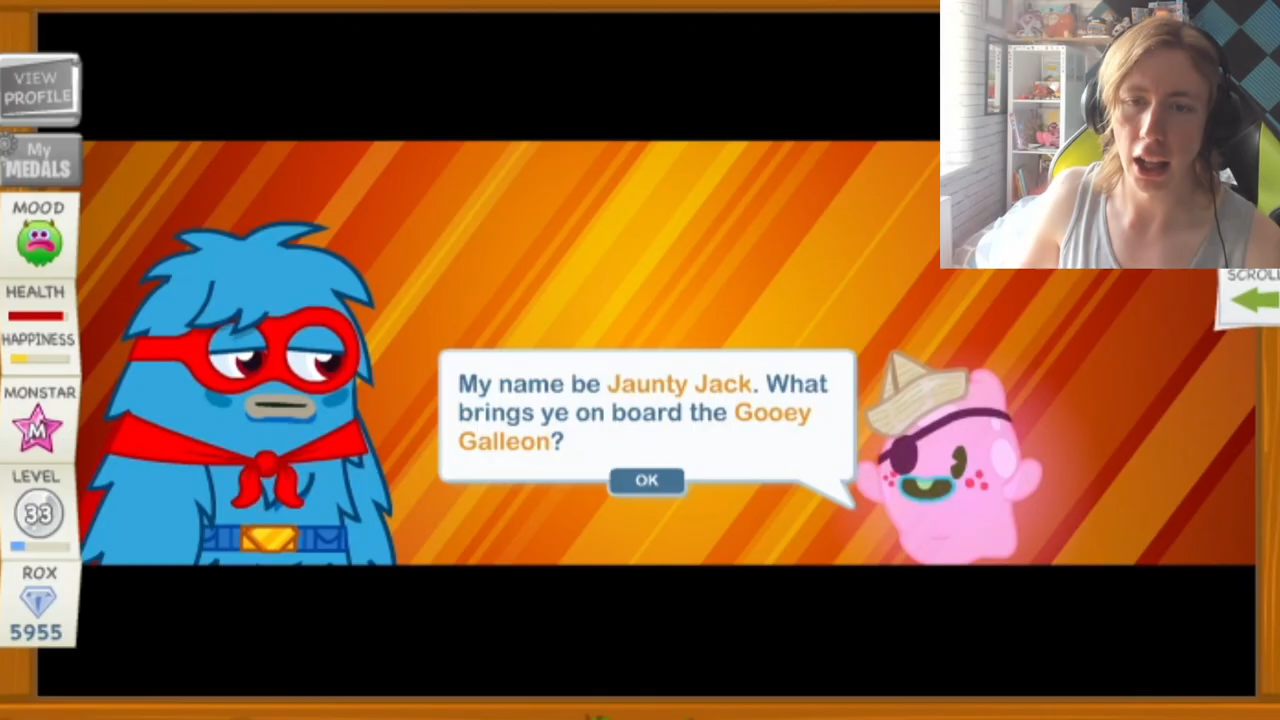 VIEW
PROFILE
My
MEDALS
MOOD
HEALTH
HAPPINESS
MONSTAR
M
LEVEL
33
ROX
5955
My name be Jaunty Jack. What
brings ye on board the Gooey
Galleon?
OK
SCROLL